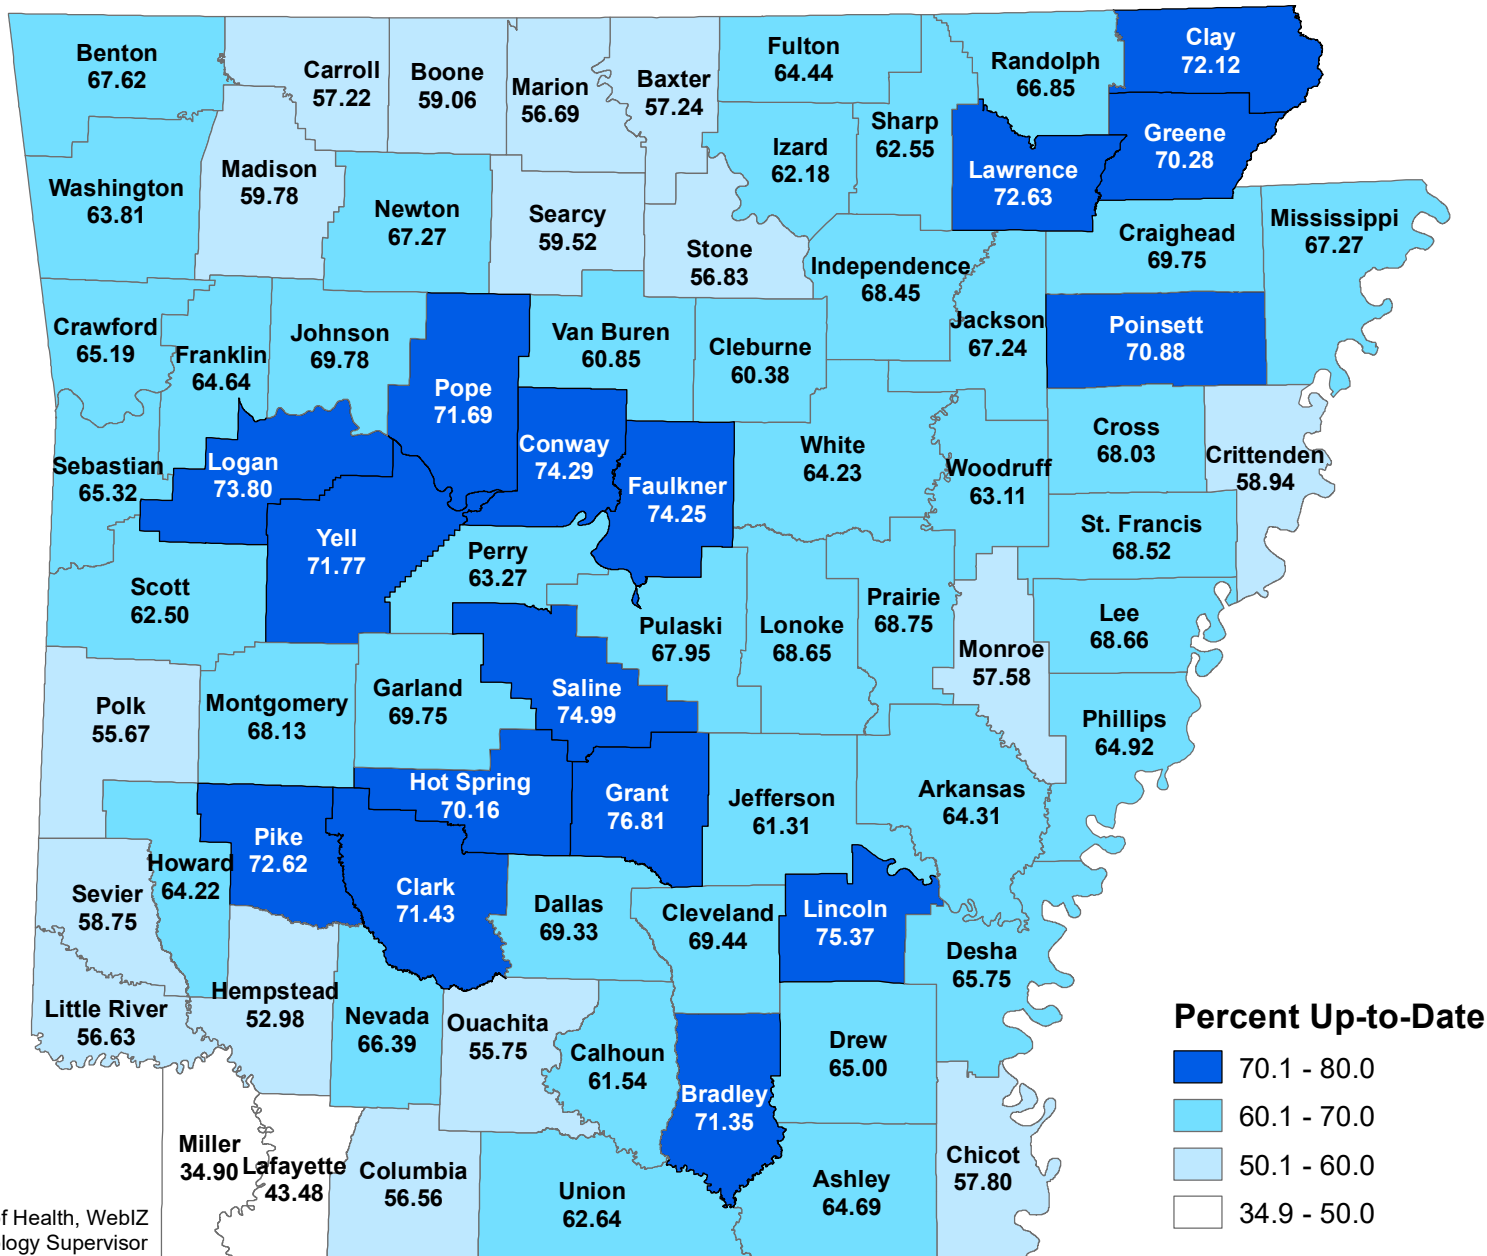 Benton
67.62
Carroll
57.22
Boone
59.06
Marion
56.69
Baxter
57.24
Fulton
64.44
Randolph
66.85
Clay
72.12
Washington
63.81
Madison
59.78
Newton
67.27
Searcy
59.52
Stone
56.83
Izard
62.18
Sharp
62.55
Lawrence
72.63
Greene
70.28
Independence
68.45
Craighead
69.75
Mississippi
67.27
Crawford
65.19
Franklin
64.64
Johnson
69.78
Pope
71.69
Van Buren
60.85
Cleburne
60.38
Jackson
67.24
Poinsett
70.88
Sebastian
65.32
Logan
73.80
Conway
74.29
Faulkner
74.25
White
64.23
Woodruff
63.11
Cross
68.03
Crittenden
58.94
Yell
71.77
Perry
63.27
St. Francis
68.52
Scott
62.50
Pulaski
67.95
Lonoke
68.65
Prairie
68.75
Monroe
57.58
Lee
68.66
Polk
55.67
Montgomery
68.13
Garland
69.75
Saline
74.99
Phillips
64.92
Hot Spring
70.16
Grant
76.81
Jefferson
61.31
Arkansas
64.31
Howard
64.22
Pike
72.62
Sevier
58.75
Clark
71.43
Dallas
69.33
Cleveland
69.44
Lincoln
75.37
Desha
65.75
Little River
56.63
Hempstead
52.98
Nevada
66.39
Ouachita
55.75
Calhoun
61.54
Bradley
71.35
Drew
65.00
Miller
34.90
Lafayette
43.48
Columbia
56.56
Union
62.64
Ashley
64.69
Chicot
57.80
Percent Up-to-Date
70.1 - 80.0
60.1 - 70.0
50.1 - 60.0
34.9 - 50.0
f Health, WebIZ
logy Supervisor